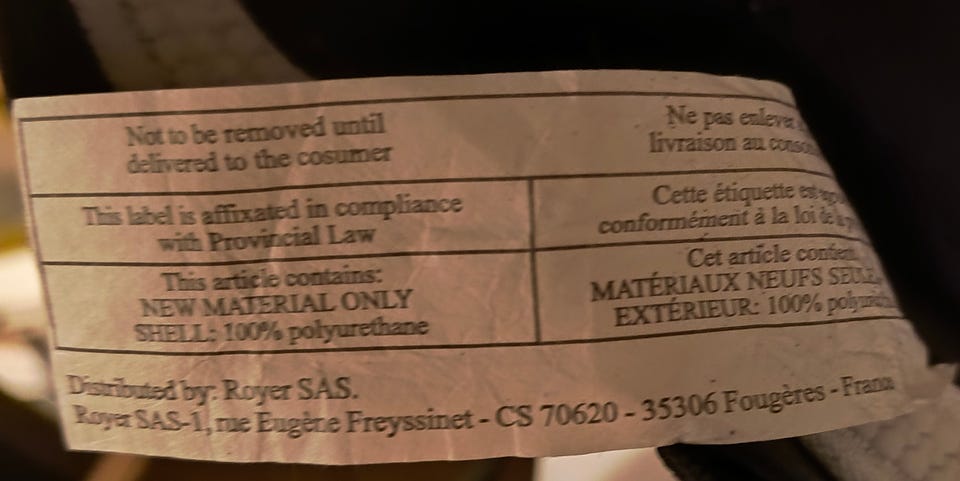 Not to be removed until
delivered to the cosumer
Ne pas enlever
livraison au
This label is affixated in compliance
with Provincial Law
Cette étiquette est
conformément à la loi de la
This article contains:
NEW MATERIAL ONLY
SHELL: 100% polyurethane
Cet article contient
MATÉRIAUX NEUFS
EXTÉRIEUR: 100%
Distributed by: Royer SAS.
Royer SAS-1, rue Eugène Freyssinet - CS 70620 - 35306 Fougères - France